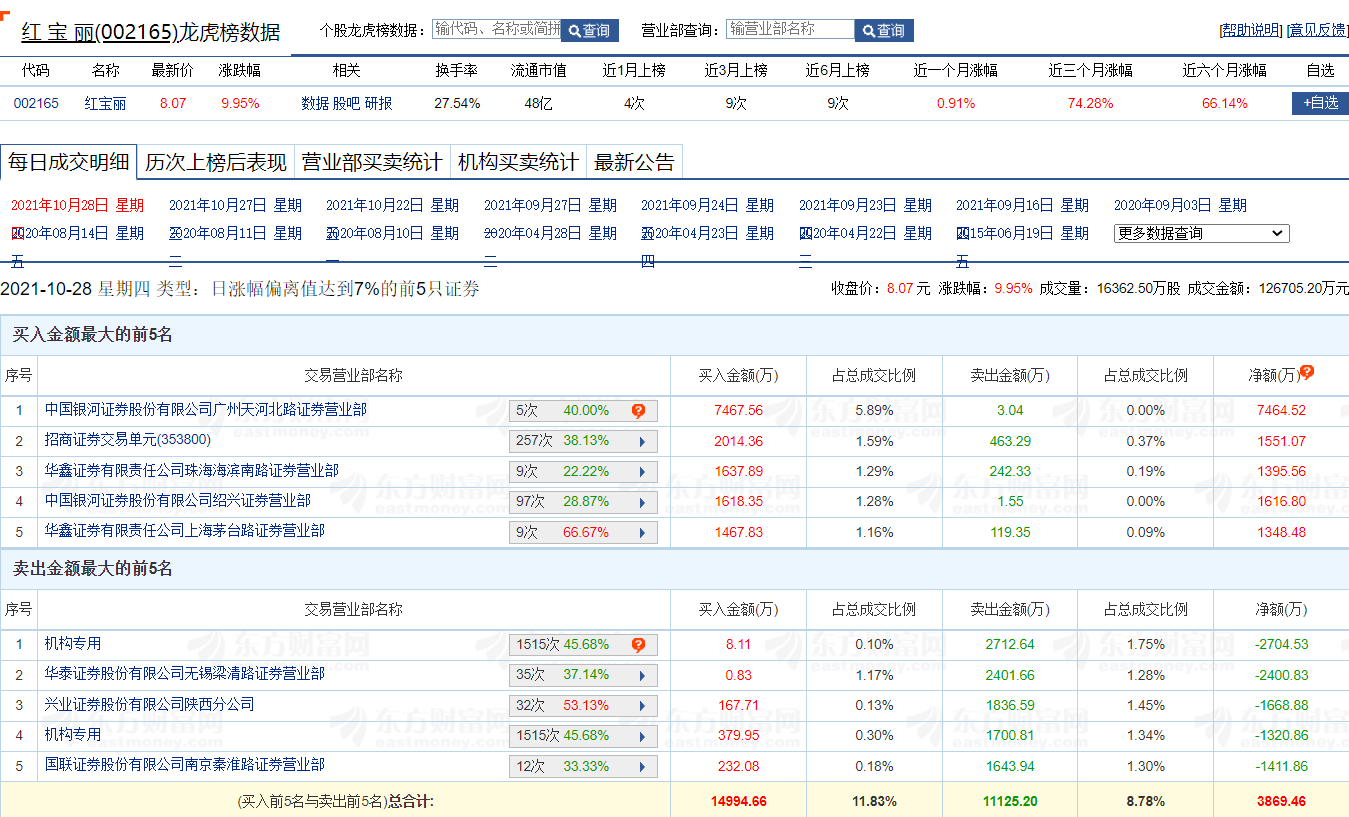 红 宝 丽(002165)龙虎榜数据 个股龙虎榜数据： 输代码、名称或简拼 查询 营业部查询： 输营业部名称 查询 [帮助说明] [意见反馈]
代码 名称 最新价 涨跌幅 相关 换手率 流通市值 近1月上榜 近3月上榜 近6月上榜 近一个月涨幅 近三个月涨幅 近六个月涨幅 自选
002165 红宝丽 8.07 9.95% 数据 股吧 研报 27.54% 48亿 4次 9次 9次 0.91% 74.28% 66.14% +自选
每日成交明细 历次上榜后表现 营业部买卖统计 机构买卖统计 最新公告
2021年10月28日 星期 2021年10月27日 星期 2021年10月22日 星期 2021年09月27日 星期 2021年09月24日 星期 2021年09月23日 星期 2021年09月16日 星期 2020年09月03日 星期
2020年08月14日 星期 2020年08月11日 星期 2020年08月10日 星期 2020年04月28日 星期 2020年04月23日 星期 2020年04月22日 星期 2015年06月19日 星期 更多数据查询
五 二 一 二 四 三 五
2021-10-28 星期四 类型：日涨幅偏离值达到7%的前5只证券 收盘价：8.07 元 涨跌幅：9.95% 成交量：16362.50万股 成交金额：126705.20万元
买入金额最大的前5名
序号 交易营业部名称 买入金额(万) 占总成交比例 卖出金额(万) 占总成交比例 净额(万)
1 中国银河证券股份有限公司广州天河北路证券营业部 5次 40.00% 7467.56 5.89% 3.04 0.00% 7464.52
2 招商证券交易单元(353800) 257次 38.13% 2014.36 1.59% 463.29 0.37% 1551.07
3 华鑫证券有限责任公司珠海海滨南路证券营业部 9次 22.22% 1637.89 1.29% 242.33 0.19% 1395.56
4 中国银河证券股份有限公司绍兴证券营业部 97次 28.87% 1618.35 1.28% 1.55 0.00% 1616.80
5 华鑫证券有限责任公司上海茅台路证券营业部 9次 66.67% 1467.83 1.16% 119.35 0.09% 1348.48
卖出金额最大的前5名
序号 交易营业部名称 买入金额(万) 占总成交比例 卖出金额(万) 占总成交比例 净额(万)
1 机构专用 1515次 45.68% 8.11 0.10% 2712.64 1.75% -2704.53
2 华泰证券股份有限公司无锡梁清路证券营业部 35次 37.14% 0.83 1.17% 2401.66 1.28% -2400.83
3 兴业证券股份有限公司陕西分公司 32次 53.13% 167.71 0.13% 1836.59 1.45% -1668.88
4 机构专用 1515次 45.68% 379.95 0.30% 1700.81 1.34% -1320.86
5 国联证券股份有限公司南京秦淮路证券营业部 12次 33.33% 232.08 0.18% 1643.94 1.30% -1411.86
(买入前5名与卖出前5名)总合计: 14994.66 11.83% 11125.20 8.78% 3869.46